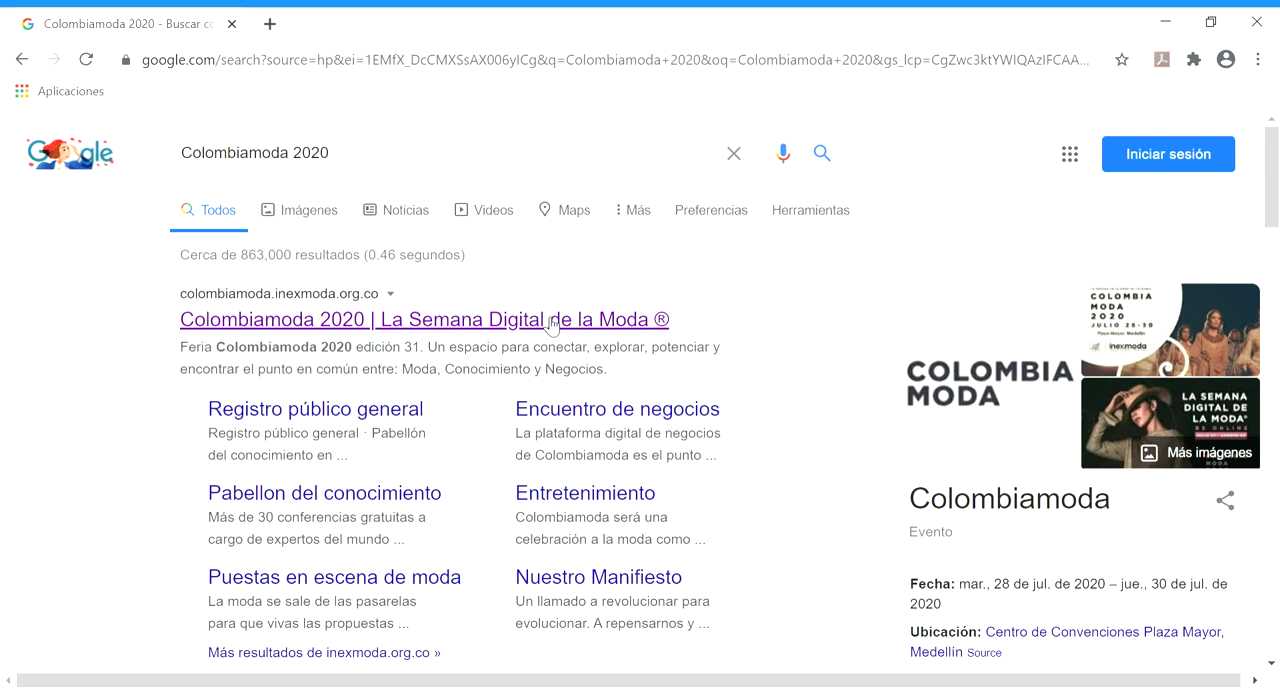 Colombiamoda 2020 - Buscar co
google.com/search?source=hp&ei=1EMfX_DcCMXSsAX006yICg&q=Colombiamoda+2020&oq=Colombiamoda+2020&gs_lcp=CgZwc3ktYWIQAzIFCAA...
Aplicaciones
Google
Colombiamoda 2020
Iniciar sesión
Todos
Imágenes
Noticias
Videos
Maps
Más
Preferencias
Herramientas
Cerca de 863,000 resultados (0.46 segundos)
colombiamoda.inexmoda.org.co
Colombiamoda 2020 | La Semana Digital de la Moda ®
Feria Colombiamoda 2020 edición 31. Un espacio para conectar, explorar, potenciar y
encontrar el punto en común entre: Moda, Conocimiento y Negocios.
Registro público general
Registro público general · Pabellón
del conocimiento en ...
Encuentro de negocios
La plataforma digital de negocios
de Colombiamoda es el punto ...
Pabellon del conocimiento
Más de 30 conferencias gratuitas a
cargo de expertos del mundo ...
Entretenimiento
Colombiamoda será una
celebración a la moda como ...
Puestas en escena de moda
La moda se sale de las pasarelas
para que vivas las propuestas ...
Nuestro Manifiesto
Un llamado a revolucionar para
evolucionar. A repensarnos y ...
Más resultados de inexmoda.org.co »
COLOMBIA
MODA
COLOMBIA
MODA
2020
JULIO 28-30
Plaza Mayor, Medellín
inexmoda
LA SEMANA
DIGITAL DE
LA MODA®
BE ONLINE
MODA
Más imágenes
Colombiamoda
Evento
Fecha: mar., 28 de jul. de 2020 – jue., 30 de jul. de
2020
Ubicación: Centro de Convenciones Plaza Mayor,
Medellín Source